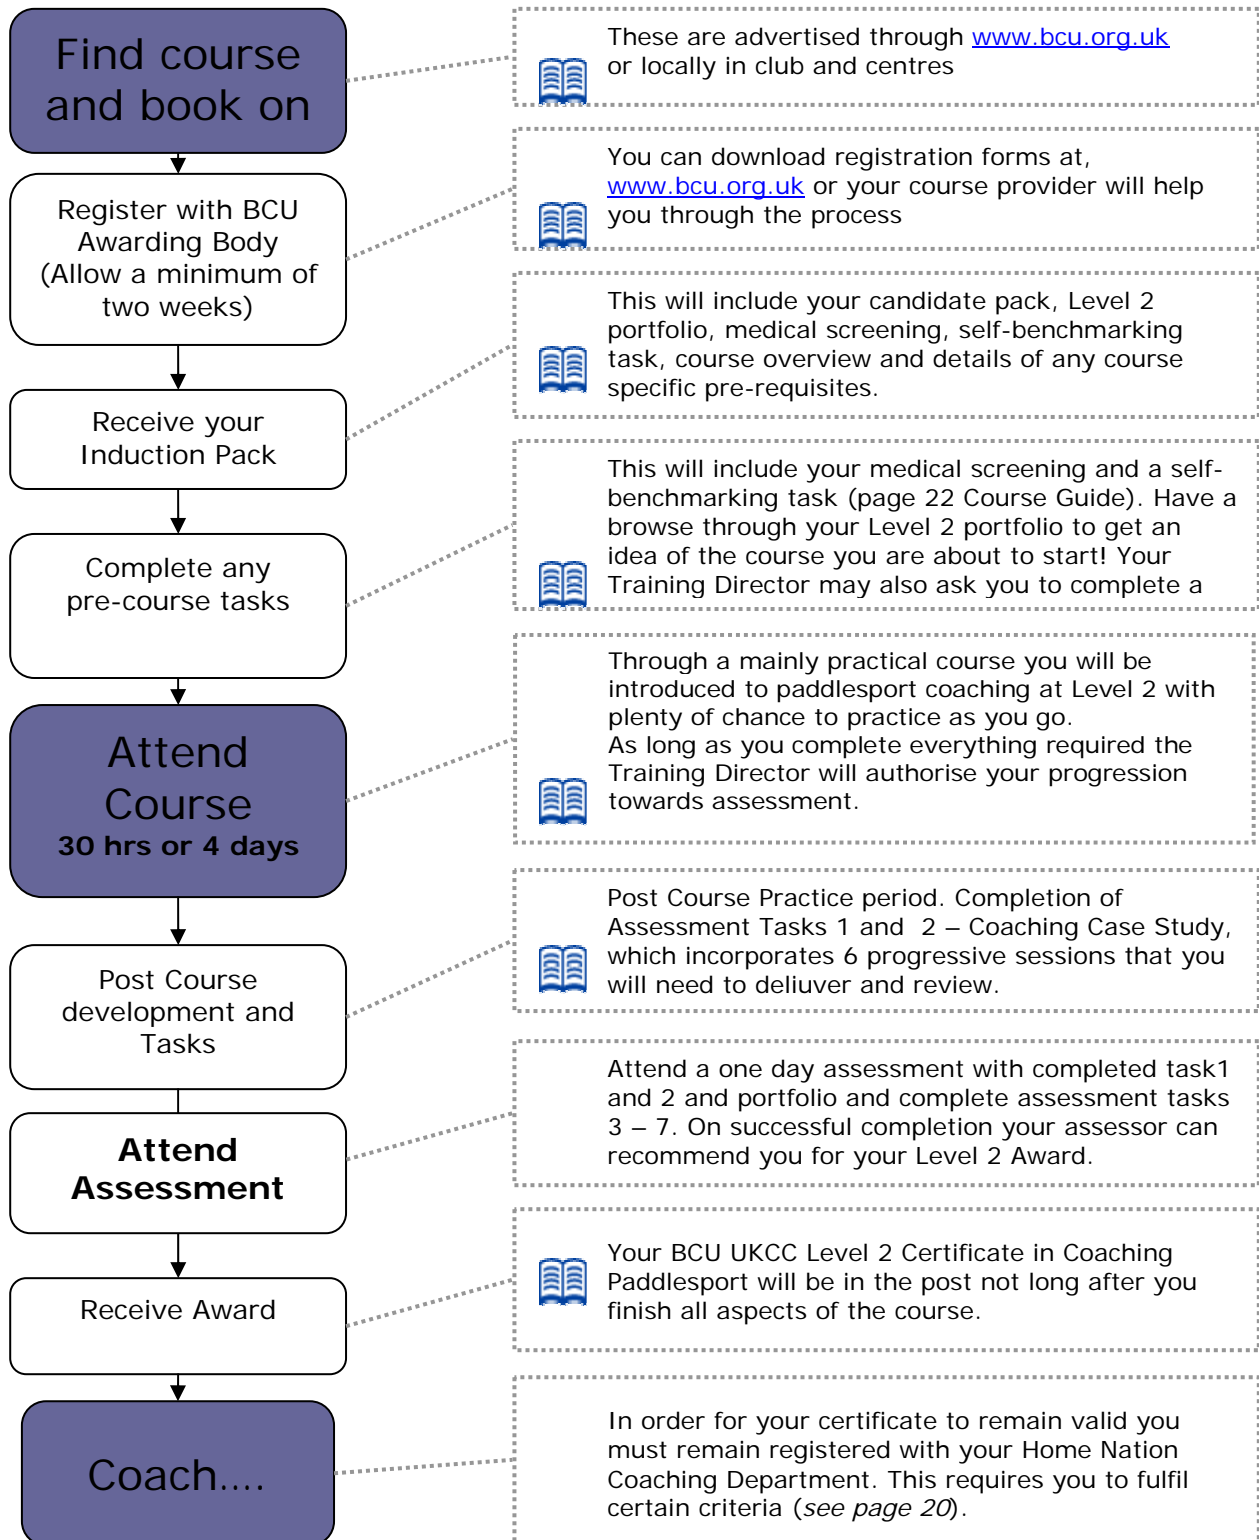 Find course
and book on
These are advertised through www.bcu.org.uk
or locally in club and centres
Register with BCU
Awarding Body
(Allow a minimum of
two weeks)
You can download registration forms at,
www.bcu.org.uk or your course provider will help
you through the process
Receive your
Induction Pack
This will include your candidate pack, Level 2
portfolio, medical screening, self-benchmarking
task, course overview and details of any course
specific pre-requisites.
Complete any
pre-course tasks
This will include your medical screening and a self-
benchmarking task (page 22 Course Guide). Have a
browse through your Level 2 portfolio to get an
idea of the course you are about to start! Your
Training Director may also ask you to complete a
Attend
Course
30 hrs or 4 days
Through a mainly practical course you will be
introduced to paddlesport coaching at Level 2 with
plenty of chance to practice as you go.
As long as you complete everything required the
Training Director will authorise your progression
towards assessment.
Post Course
development and
Tasks
Post Course Practice period. Completion of
Assessment Tasks 1 and 2 – Coaching Case Study,
which incorporates 6 progressive sessions that you
will need to deliuver and review.
Attend
Assessment
Attend a one day assessment with completed task1
and 2 and portfolio and complete assessment tasks
3 – 7. On successful completion your assessor can
recommend you for your Level 2 Award.
Receive Award
Your BCU UKCC Level 2 Certificate in Coaching
Paddlesport will be in the post not long after you
finish all aspects of the course.
Coach....
In order for your certificate to remain valid you
must remain registered with your Home Nation
Coaching Department. This requires you to fulfil
certain criteria (see page 20).